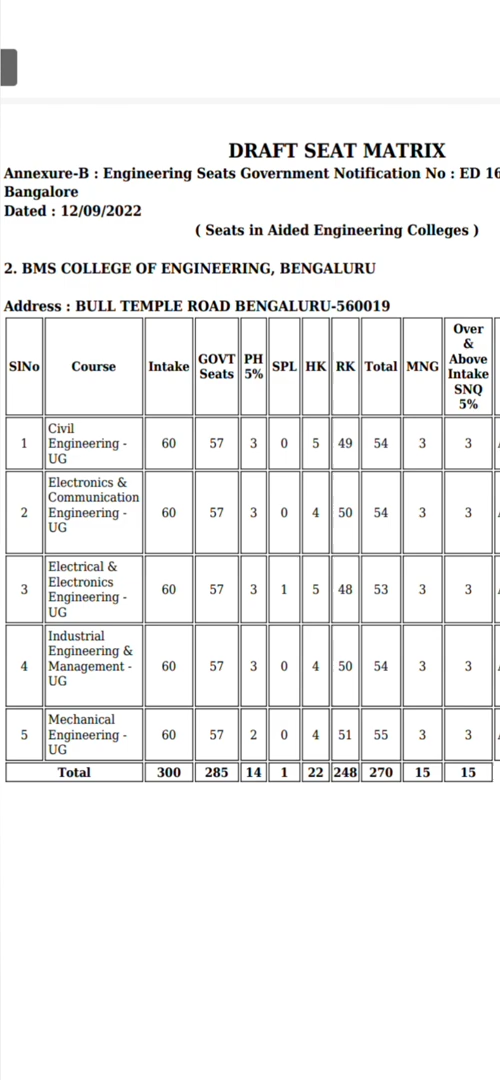 DRAFT SEAT MATRIX
Annexure-B : Engineering Seats Government Notification No : ED 16
Bangalore
Dated : 12/09/2022
( Seats in Aided Engineering Colleges )
2. BMS COLLEGE OF ENGINEERING, BENGALURU
Address : BULL TEMPLE ROAD BENGALURU-560019
SlNo Course Intake GOVT Seats PH 5% SPL HK RK Total MNG Over & Above Intake SNQ 5%
1 Civil Engineering - UG 60 57 3 0 5 49 54 3 3
2 Electronics & Communication Engineering - UG 60 57 3 0 4 50 54 3 3
3 Electrical & Electronics Engineering - UG 60 57 3 1 5 48 53 3 3
4 Industrial Engineering & Management - UG 60 57 3 0 4 50 54 3 3
5 Mechanical Engineering - UG 60 57 2 0 4 51 55 3 3
Total 300 285 14 1 22 248 270 15 15